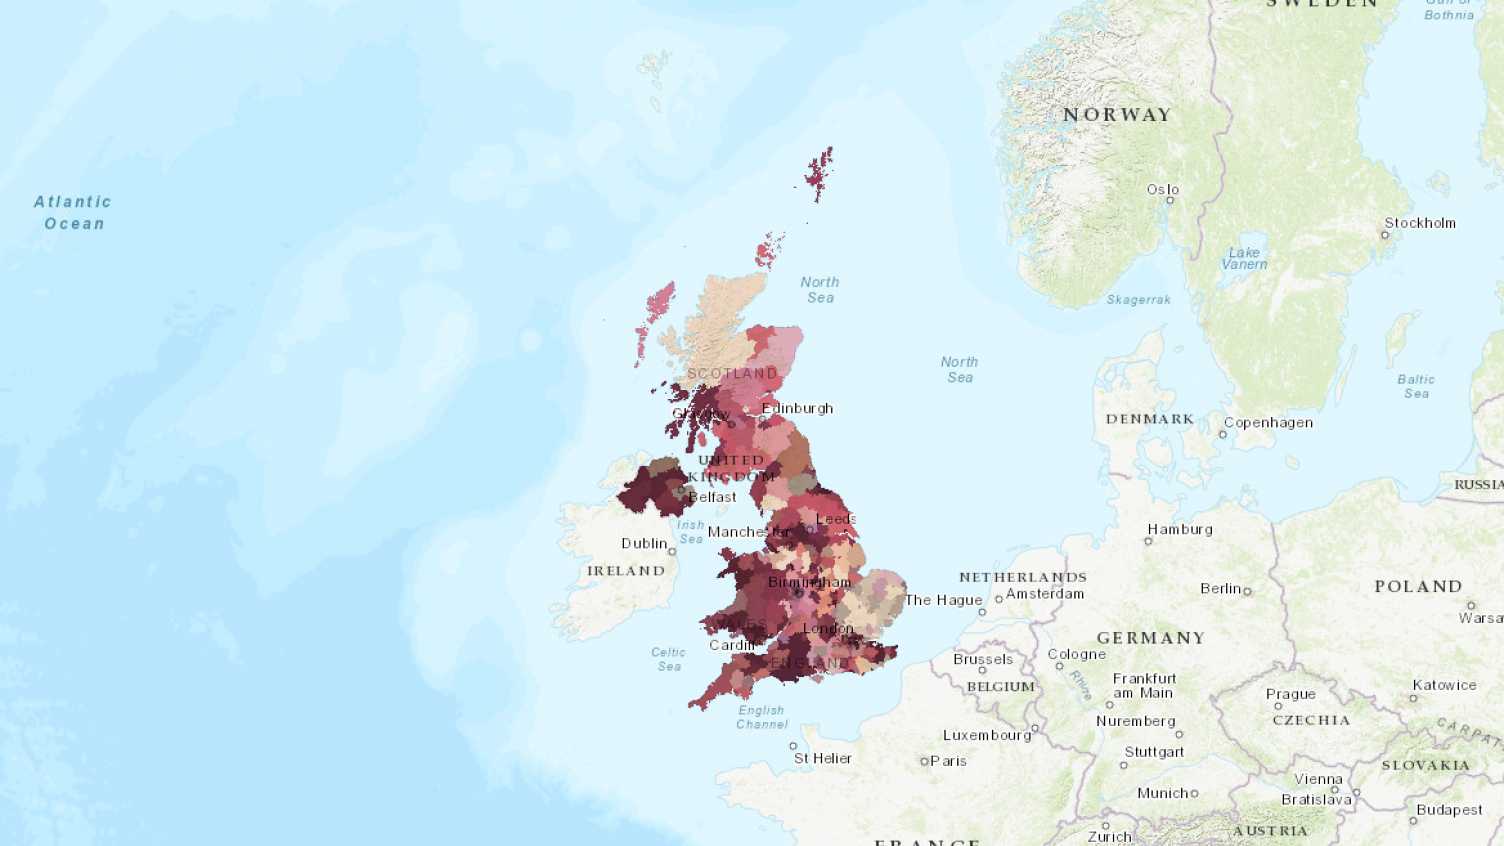 SWEDEN
Gulf of
Bothnia
NORWAY
Oslo
Atlantic
Ocean
Stockholm
Lake
Vanern
North
Sea
Skagerrak
SCOTLAND
North
Sea
Baltic
Sea
Glasgow
Edinburgh
DENMARK
Copenhagen
UNITED
KINGDOM
RUSSIA
Belfast
Irish
Sea
Leeds
Manchester
Dublin
Hamburg
IRELAND
Birmingham
NETHERLANDS
Amsterdam
The Hague
Berlin
POLAND
Warsa
WALES
London
Cardiff
GERMANY
Celtic
Sea
ENGLAND
Brussels
Cologne
BELGIUM
Rhine
Frankfurt
am Main
Prague
Katowice
English
Channel
Nuremberg
CZECHIA
Luxembourg
CARPAT
St Helier
Paris
Stuttgart
SLOVAKIA
Munich
Vienna
Bratislava
Budapest
Zurich
AUSTRIA
FRANCE